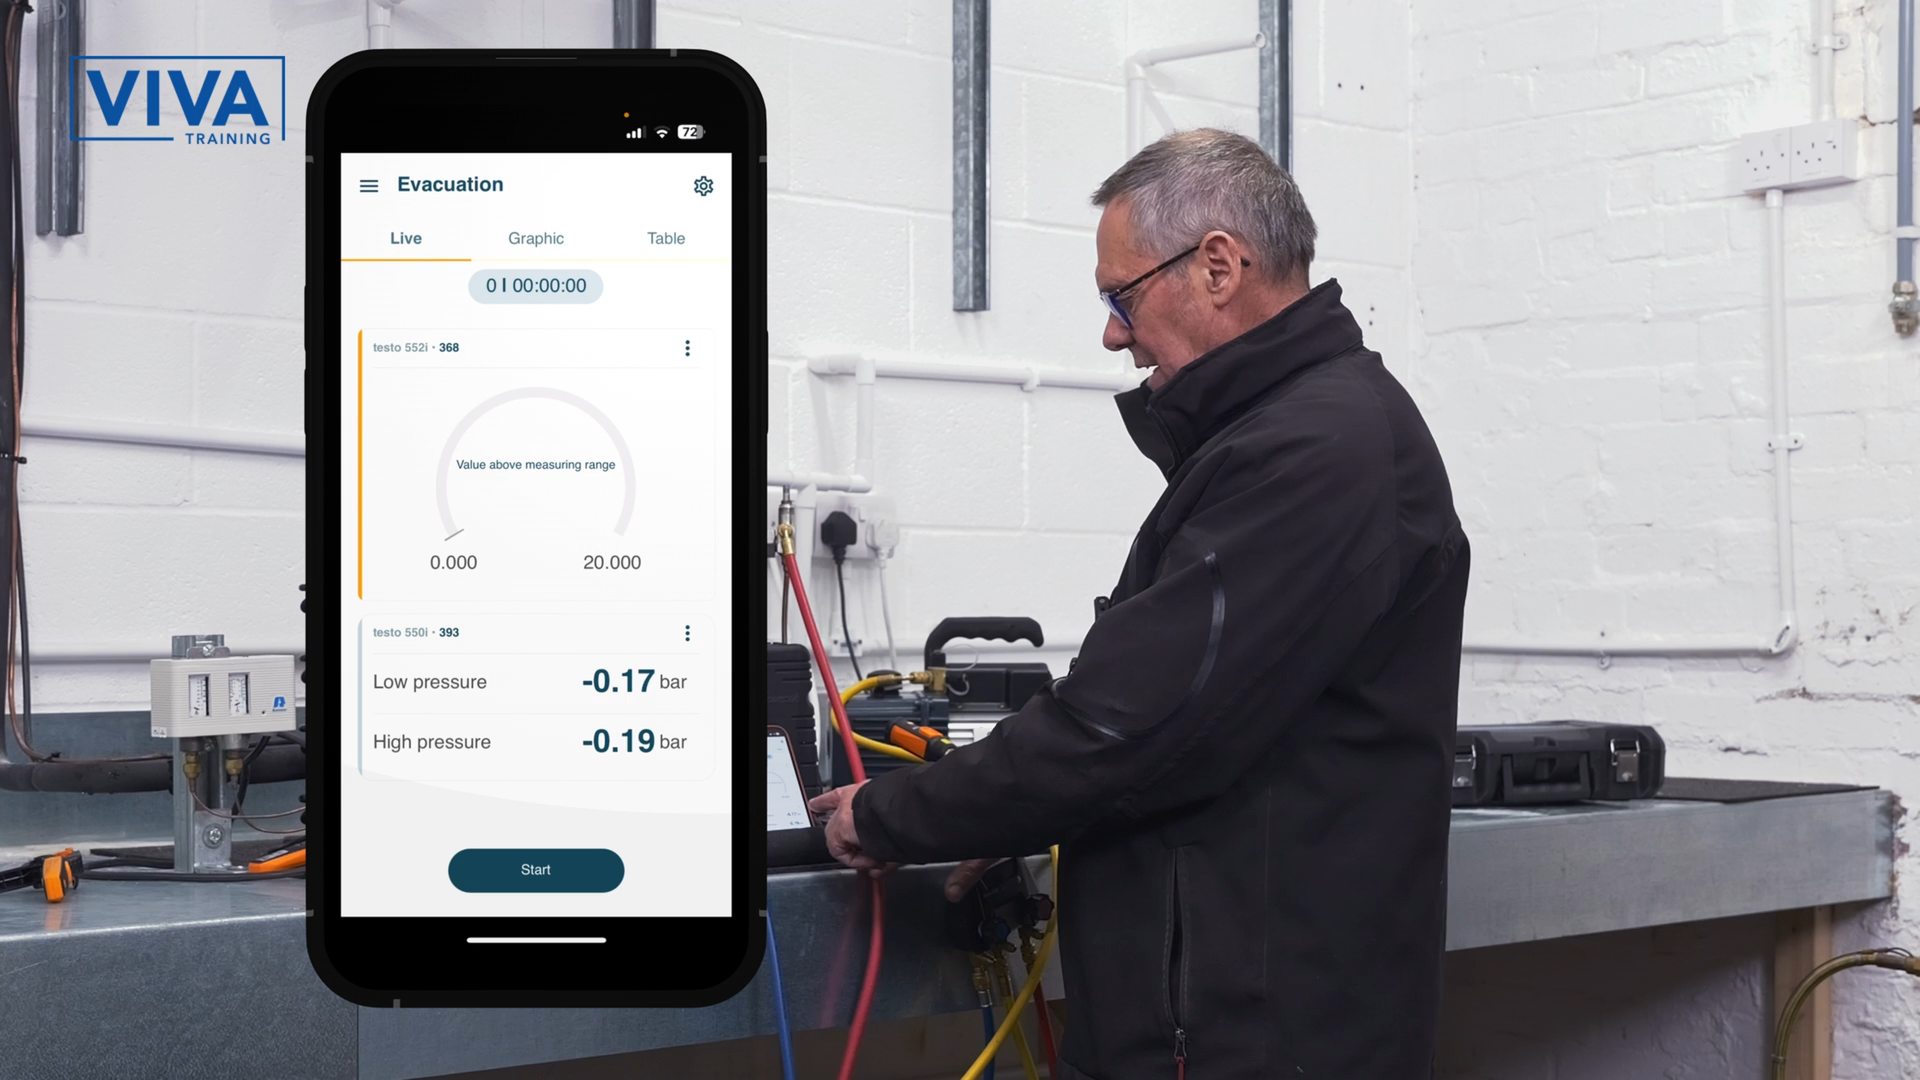 VIVA
TRAINING
72
Evacuation
Live Graphic Table
0 | 00:00:00
testo 552i • 368
Value above measuring range
0.000 20.000
testo 550i • 393
Low pressure -0.17 bar
High pressure -0.19 bar
Start